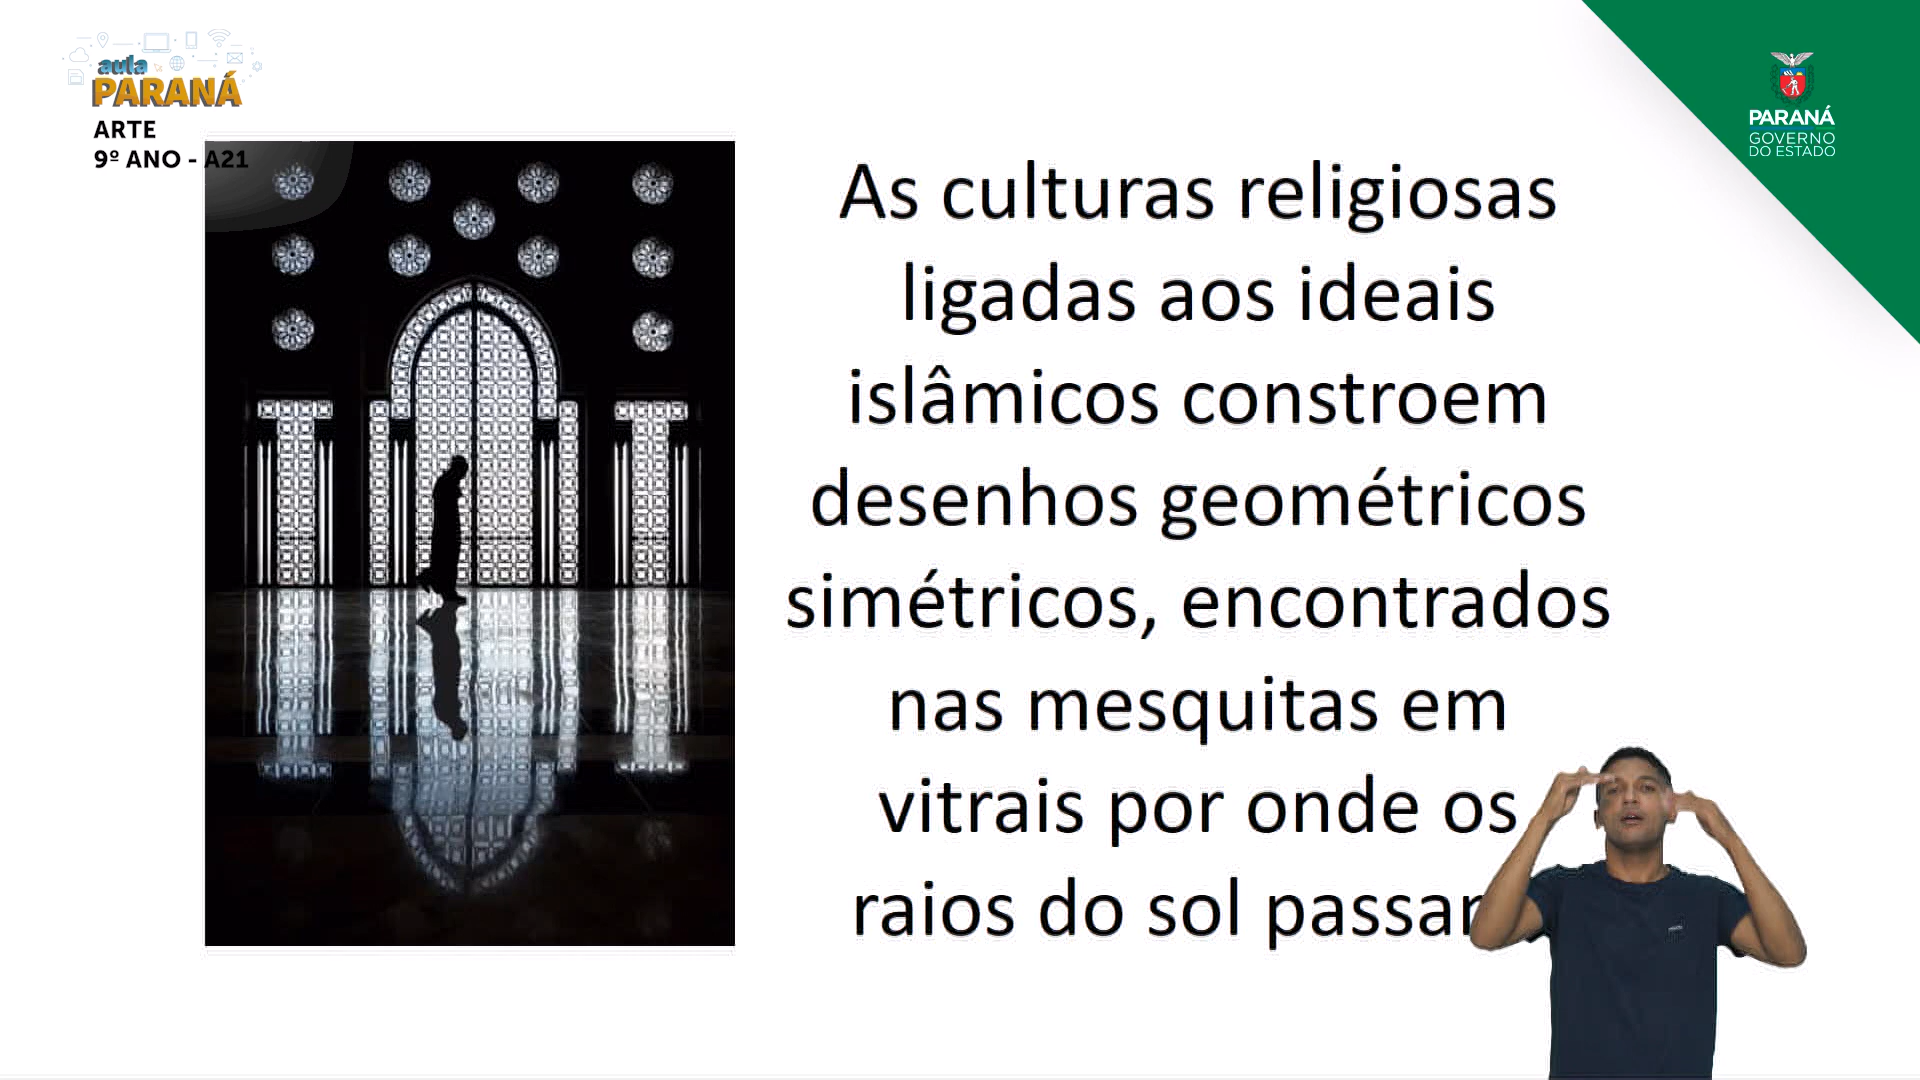 aula
PARANÁ
ARTE
9º ANO - A21
PARANÁ
GOVERNO
DO ESTADO
As culturas religiosas
ligadas aos ideais
islâmicos constroem
desenhos geométricos
simétricos, encontrados
nas mesquitas em
vitrais por onde os
raios do sol